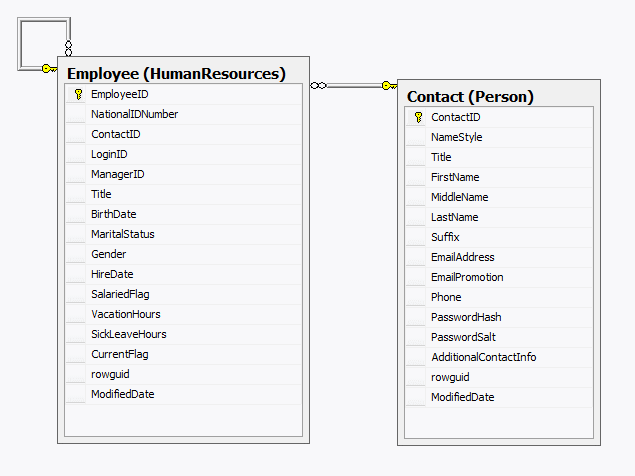 Employee (HumanResources)
EmployeeID
NationalIDNumber
ContactID
LoginID
ManagerID
Title
BirthDate
MaritalStatus
Gender
HireDate
SalariedFlag
VacationHours
SickLeaveHours
CurrentFlag
rowguid
ModifiedDate
Contact (Person)
ContactID
NameStyle
Title
FirstName
MiddleName
LastName
Suffix
EmailAddress
EmailPromotion
Phone
PasswordHash
PasswordSalt
AdditionalContactInfo
rowguid
ModifiedDate